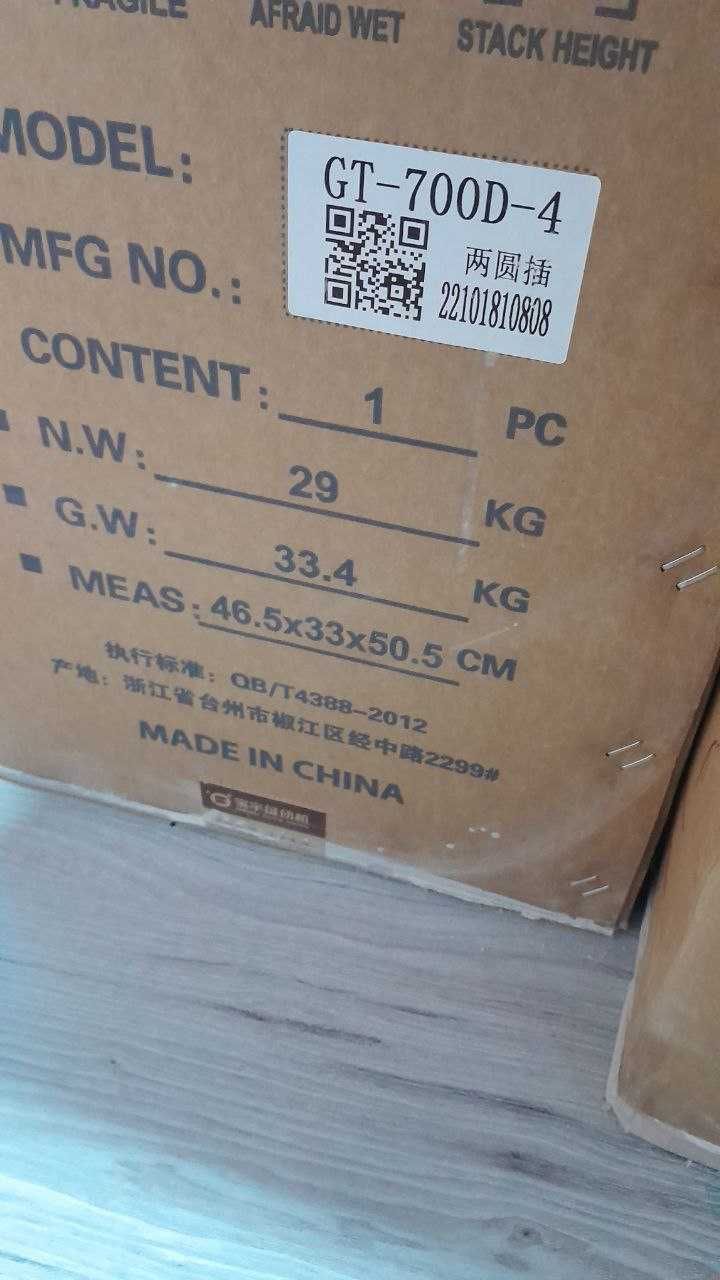 FRAGILE
AFRAID WET
STACK HEIGHT
MODEL:
GT-700D-4
MFG NO.:
两圆插
22101810808
CONTENT: 1 PC
N.W: 29 KG
G.W: 33.4 KG
MEAS: 46.5x33x50.5 CM
执行标准: QB/T4388-2012
产地: 浙江省台州市椒江区经中路2299#
MADE IN CHINA